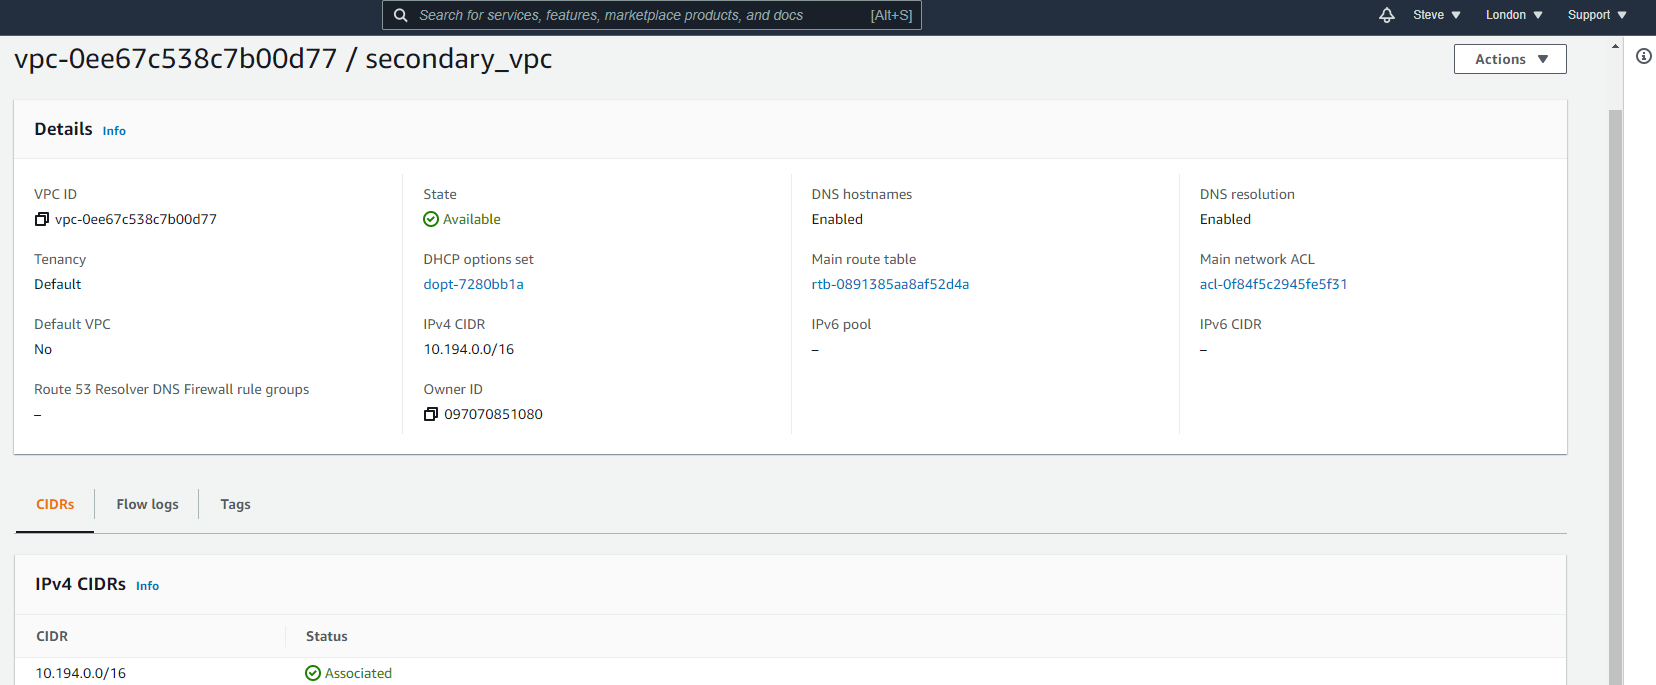 Search for services, features, marketplace products, and docs [Alt+S] Steve ▼ London ▼ Support ▼
vpc-0ee67c538c7b00d77 / secondary_vpc Actions ▼
Details Info
VPC ID State DNS hostnames DNS resolution
vpc-0ee67c538c7b00d77 Available Enabled Enabled
Tenancy DHCP options set Main route table Main network ACL
Default dopt-7280bb1a rtb-0891385aa8af52d4a acl-0f84f5c2945fe5f31
Default VPC IPv4 CIDR IPv6 pool IPv6 CIDR
No 10.194.0.0/16 – –
Route 53 Resolver DNS Firewall rule groups Owner ID
– 097070851080
CIDRs Flow logs Tags
IPv4 CIDRs Info
CIDR Status
10.194.0.0/16 Associated